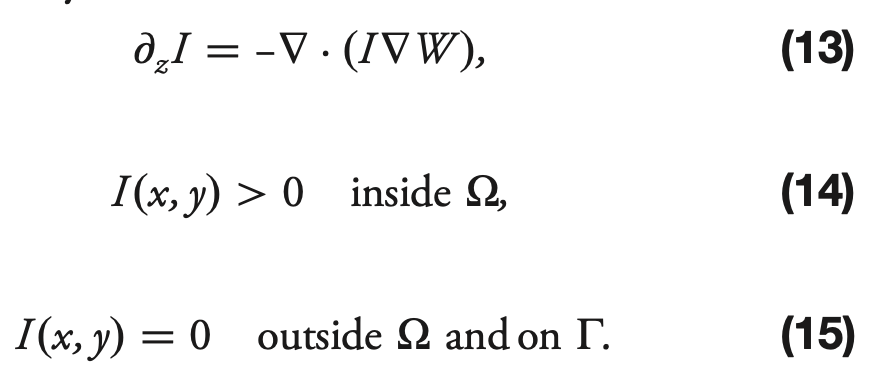 ∂_z I = –∇ · (I∇W), (13)
I(x, y) > 0 inside Ω, (14)
I(x, y) = 0 outside Ω and on Γ. (15)